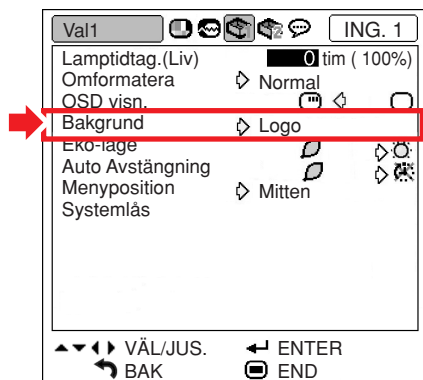 Val1 ING. 1
Lamptidtag.(Liv) 0 tim ( 100%)
Omformatera Normal
OSD visn.
Bakgrund Logo
Eko-läge
Auto Avstängning
Menyposition Mitten
Systemlås
VÄL/JUS. ENTER
BAK END